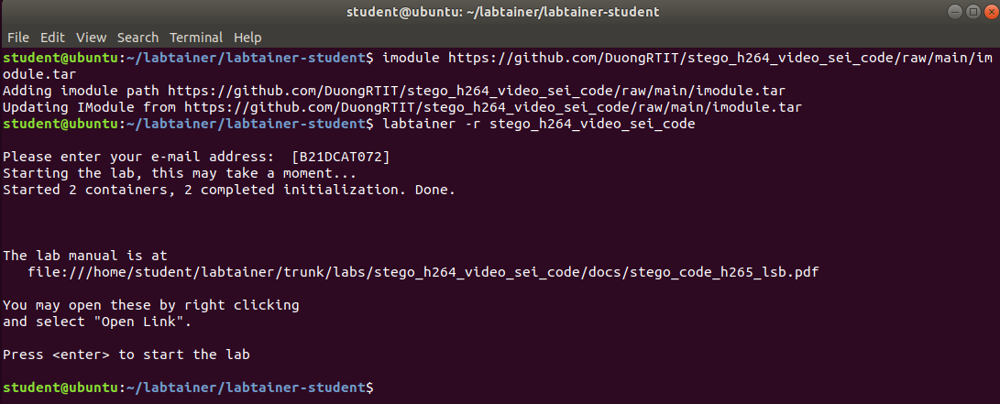 student@ubuntu: ~/labtainer/labtainer-student
File Edit View Search Terminal Help
student@ubuntu:~/labtainer/labtainer-student$ imodule https://github.com/DuongRTIT/stego_h264_video_sei_code/raw/main/im
odule.tar
Adding imodule path https://github.com/DuongRTIT/stego_h264_video_sei_code/raw/main/imodule.tar
Updating IModule from https://github.com/DuongRTIT/stego_h264_video_sei_code/raw/main/imodule.tar
student@ubuntu:~/labtainer/labtainer-student$ labtainer -r stego_h264_video_sei_code
Please enter your e-mail address:  [B21DCAT072]
Starting the lab, this may take a moment...
Started 2 containers, 2 completed initialization. Done.
The lab manual is at
file:///home/student/labtainer/trunk/labs/stego_h264_video_sei_code/docs/stego_code_h265_lsb.pdf
You may open these by right clicking
and select "Open Link".
Press <enter> to start the lab
student@ubuntu:~/labtainer/labtainer-student$